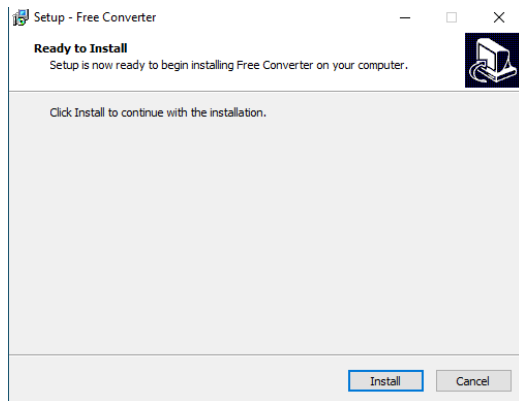 Setup - Free Converter
Ready to Install
Setup is now ready to begin installing Free Converter on your computer.
Click Install to continue with the installation.
Install
Cancel